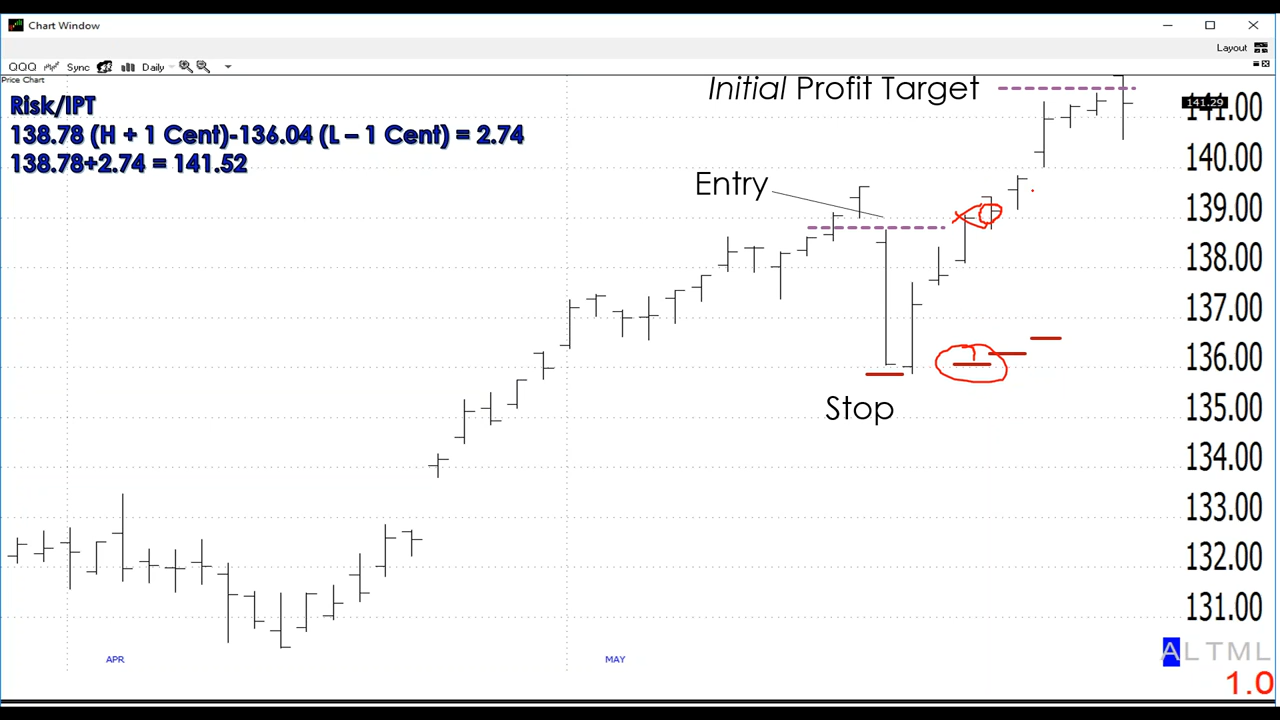 Chart Window
Layout
QQQ Sync Daily
Price Chart
Initial Profit Target
Risk/IPT
138.78 (H + 1 Cent)-136.04 (L – 1 Cent) = 2.74
138.78+2.74 = 141.52
Entry
Stop
141.29
141.00
140.00
139.00
138.00
137.00
136.00
135.00
134.00
133.00
132.00
131.00
APR
MAY
ALTML
1.0